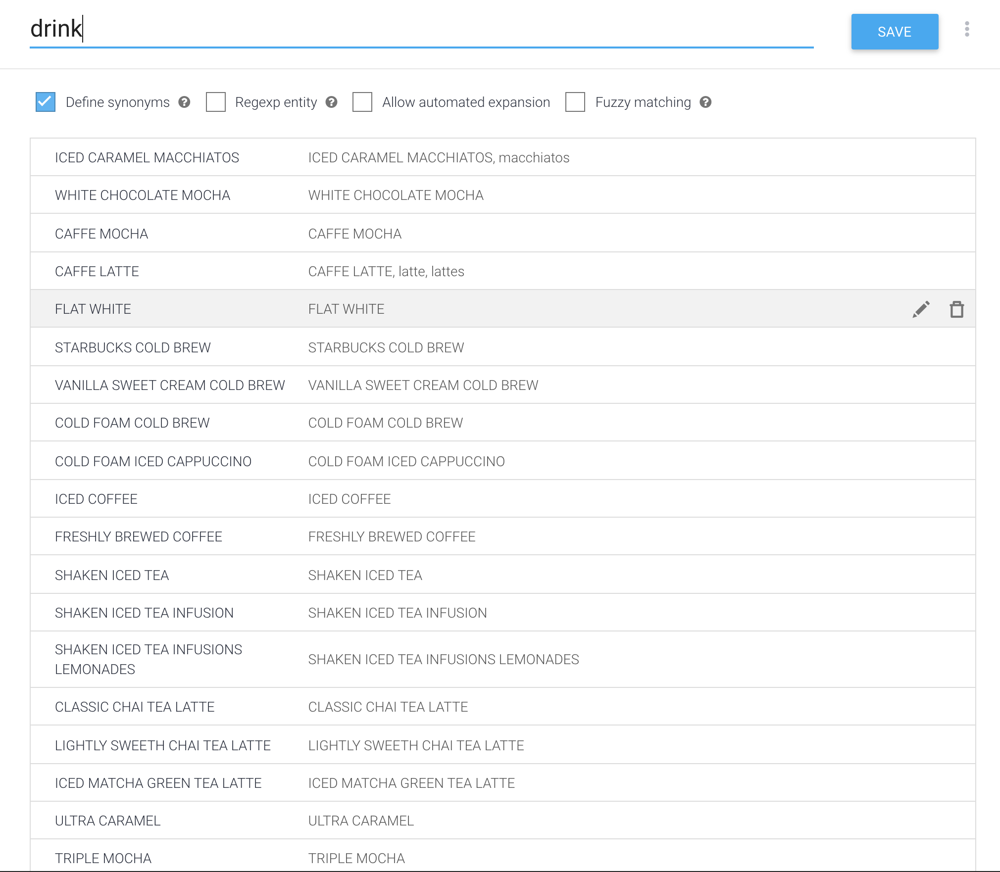 drink
SAVE
Define synonyms ? Regexp entity ? Allow automated expansion Fuzzy matching ?
ICED CARAMEL MACCHIATOS ICED CARAMEL MACCHIATOS, macchiatos
WHITE CHOCOLATE MOCHA WHITE CHOCOLATE MOCHA
CAFFE MOCHA CAFFE MOCHA
CAFFE LATTE CAFFE LATTE, latte, lattes
FLAT WHITE FLAT WHITE
STARBUCKS COLD BREW STARBUCKS COLD BREW
VANILLA SWEET CREAM COLD BREW VANILLA SWEET CREAM COLD BREW
COLD FOAM COLD BREW COLD FOAM COLD BREW
COLD FOAM ICED CAPPUCCINO COLD FOAM ICED CAPPUCCINO
ICED COFFEE ICED COFFEE
FRESHLY BREWED COFFEE FRESHLY BREWED COFFEE
SHAKEN ICED TEA SHAKEN ICED TEA
SHAKEN ICED TEA INFUSION SHAKEN ICED TEA INFUSION
SHAKEN ICED TEA INFUSIONS
LEMONADES
SHAKEN ICED TEA INFUSIONS LEMONADES
CLASSIC CHAI TEA LATTE CLASSIC CHAI TEA LATTE
LIGHTLY SWEETH CHAI TEA LATTE LIGHTLY SWEETH CHAI TEA LATTE
ICED MATCHA GREEN TEA LATTE ICED MATCHA GREEN TEA LATTE
ULTRA CARAMEL ULTRA CARAMEL
TRIPLE MOCHA TRIPLE MOCHA